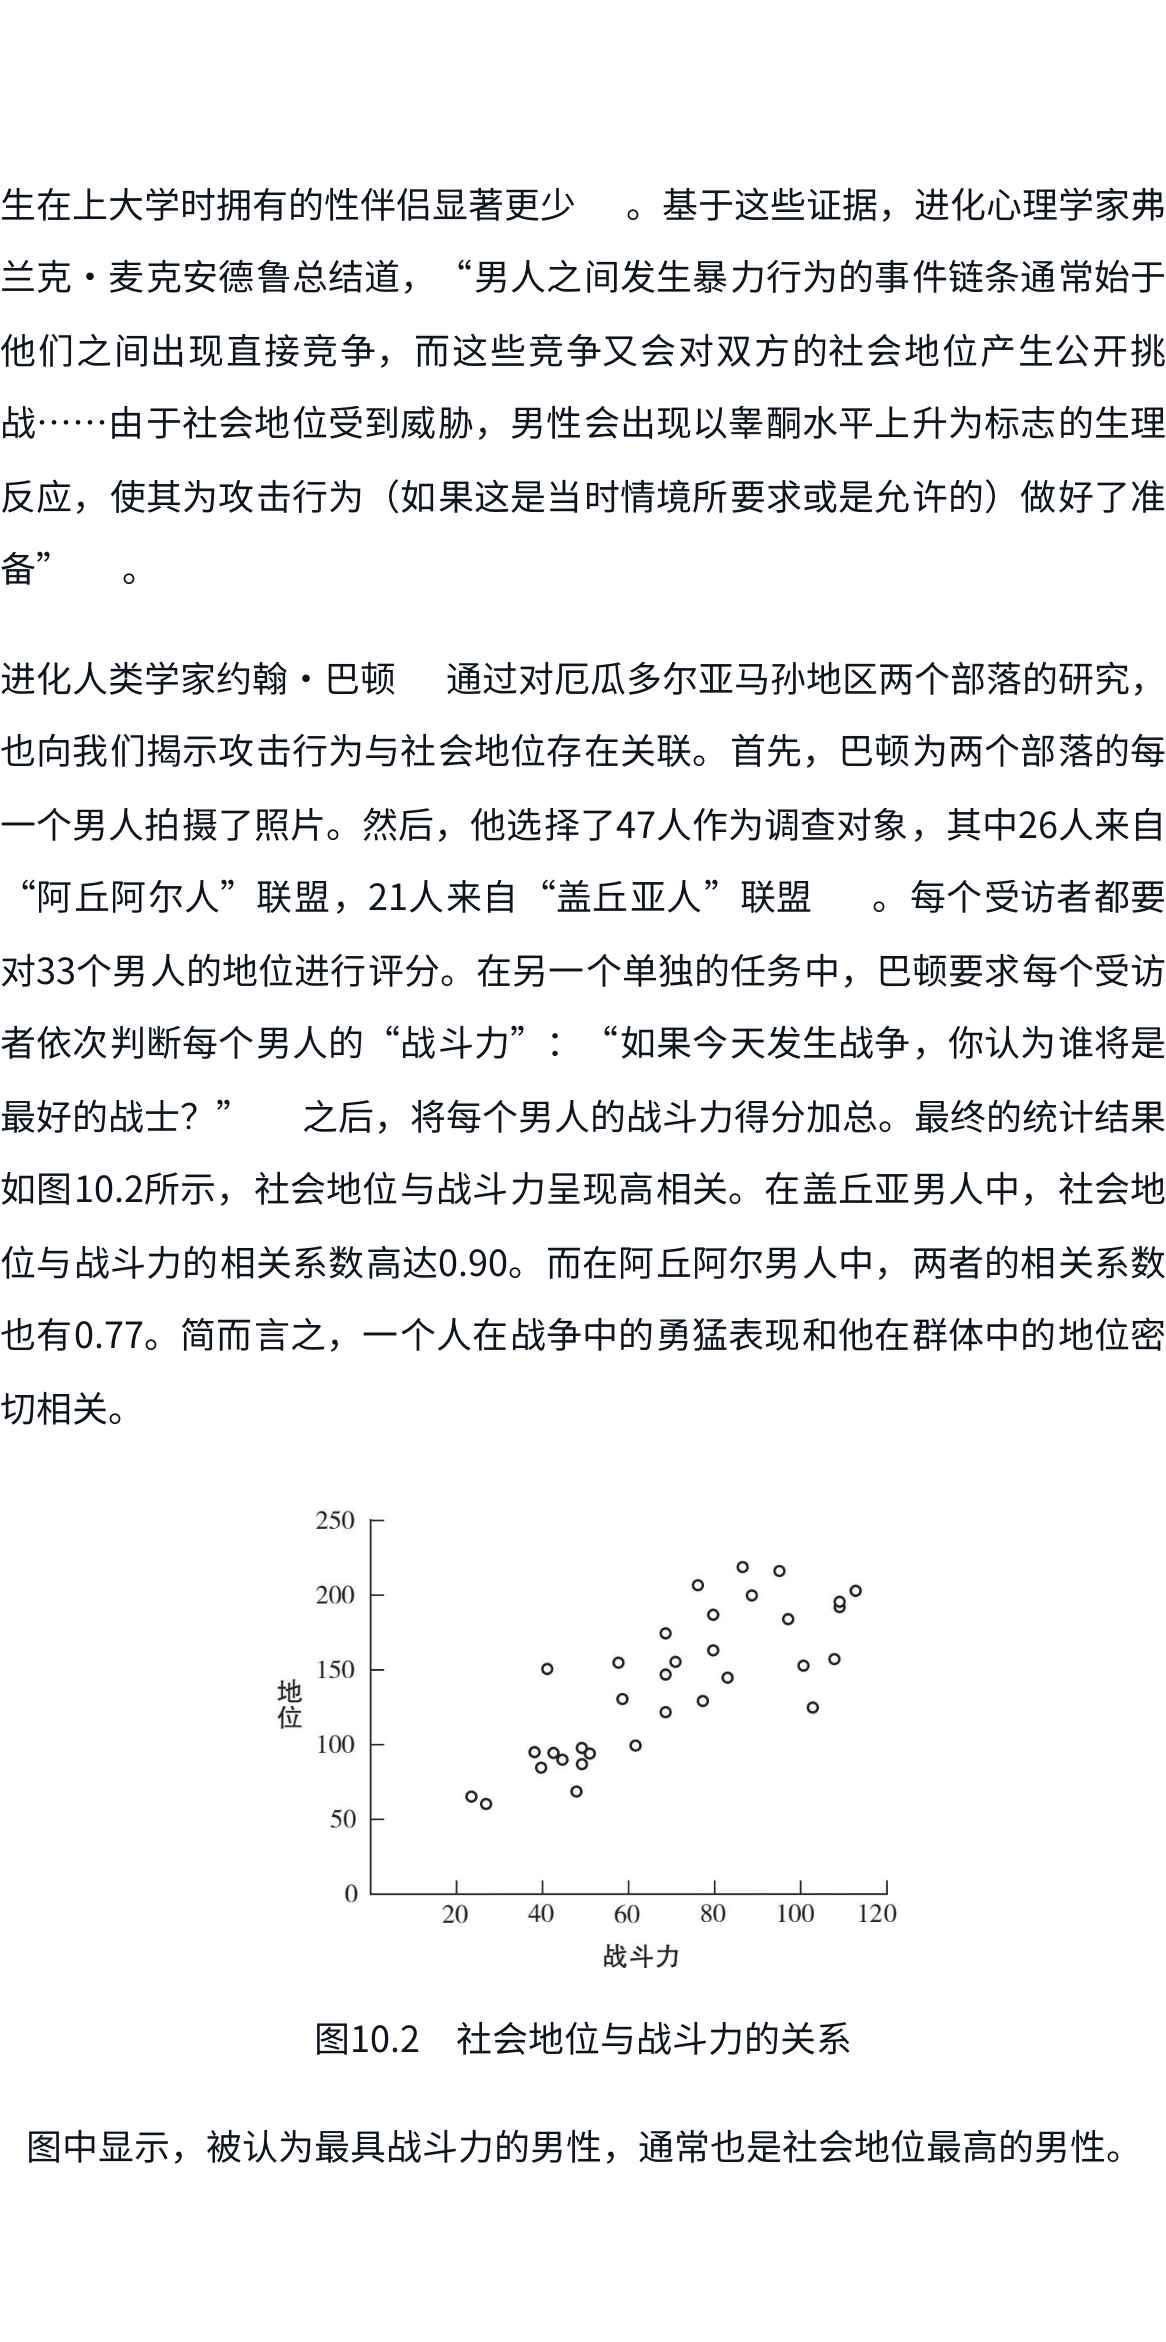 生在上大学时拥有的性伴侣显著更少 。基于这些证据，进化心理学家弗
兰克·麦克安德鲁总结道，“男人之间发生暴力行为的事件链条通常始于
他们之间出现直接竞争，而这些竞争又会对双方的社会地位产生公开挑
战……由于社会地位受到威胁，男性会出现以睾酮水平上升为标志的生理
反应，使其为攻击行为（如果这是当时情境所要求或是允许的）做好了准
备” 。
进化人类学家约翰·巴顿 通过对厄瓜多尔亚马孙地区两个部落的研究，
也向我们揭示攻击行为与社会地位存在关联。首先，巴顿为两个部落的每
一个男人拍摄了照片。然后，他选择了47人作为调查对象，其中26人来自
“阿丘阿尔人”联盟，21人来自“盖丘亚人”联盟 。每个受访者都要
对33个男人的地位进行评分。在另一个单独的任务中，巴顿要求每个受访
者依次判断每个男人的“战斗力”：“如果今天发生战争，你认为谁将是
最好的战士？” 之后，将每个男人的战斗力得分加总。最终的统计结果
如图10.2所示，社会地位与战斗力呈现高相关。在盖丘亚男人中，社会地
位与战斗力的相关系数高达0.90。而在阿丘阿尔男人中，两者的相关系数
也有0.77。简而言之，一个人在战争中的勇猛表现和他在群体中的地位密
切相关。
250
200
150
地位
100
50
0
20 40 60 80 100 120
战斗力
图10.2 社会地位与战斗力的关系
图中显示，被认为最具战斗力的男性，通常也是社会地位最高的男性。